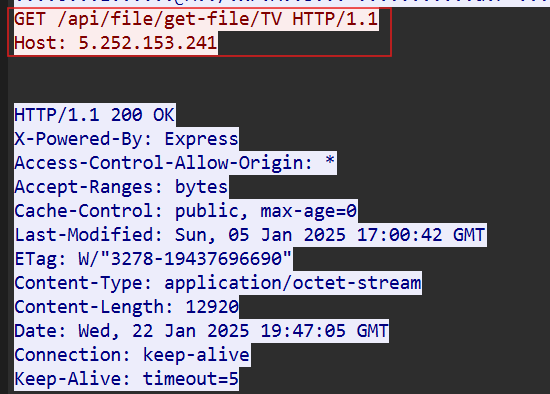 GET /api/file/get-file/TV HTTP/1.1
Host: 5.252.153.241
HTTP/1.1 200 OK
X-Powered-By: Express
Access-Control-Allow-Origin: *
Accept-Ranges: bytes
Cache-Control: public, max-age=0
Last-Modified: Sun, 05 Jan 2025 17:00:42 GMT
ETag: W/"3278-19437696690"
Content-Type: application/octet-stream
Content-Length: 12920
Date: Wed, 22 Jan 2025 19:47:05 GMT
Connection: keep-alive
Keep-Alive: timeout=5